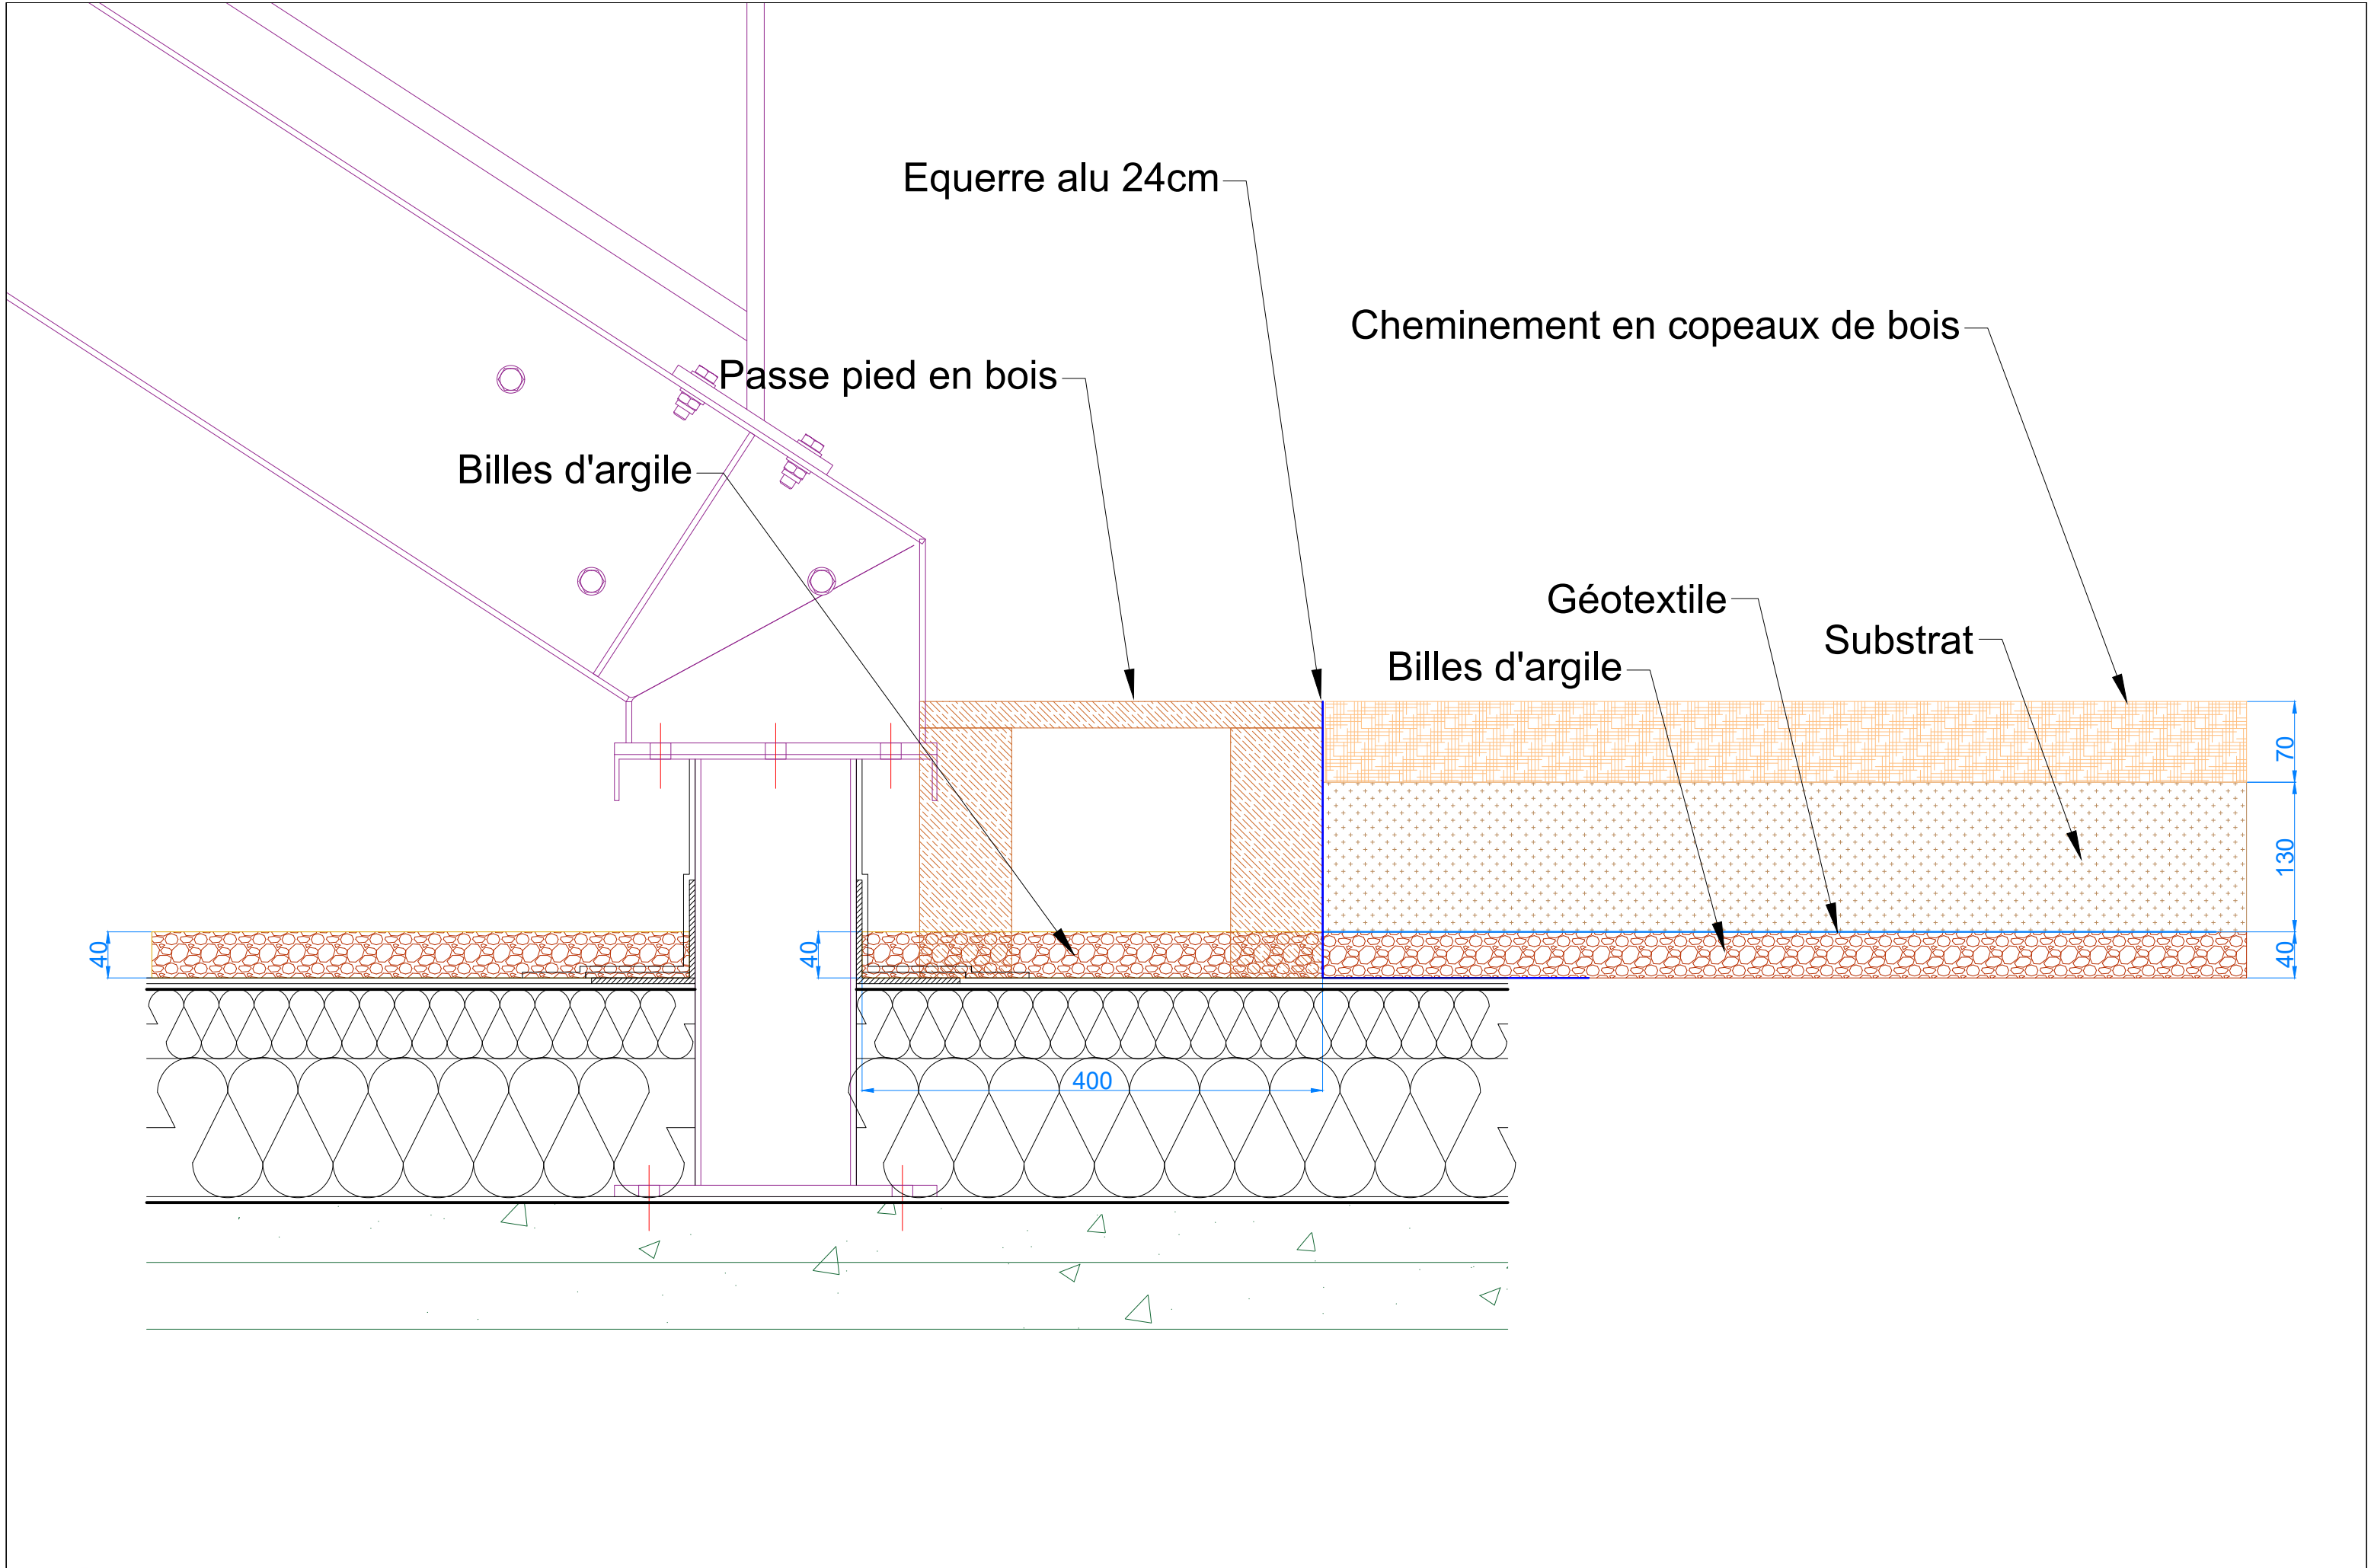 Equerre alu 24cm
Cheminement en copeaux de bois
Passe pied en bois
Billes d'argile
Géotextile
Substrat
Billes d'argile
70
130
40
40
40
400